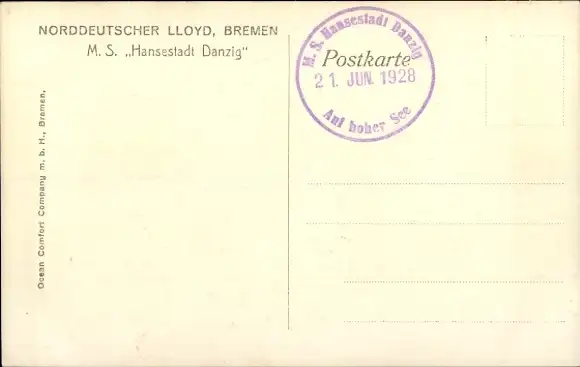 NORDDEUTSCHER LLOYD, BREMEN
M. S. „Hansestadt Danzig"
Ocean Comfort Company m. b. H., Bremen.
M. S. Hansestadt Danzig
Postkarte
21. JUN. 1928
Auf hoher See